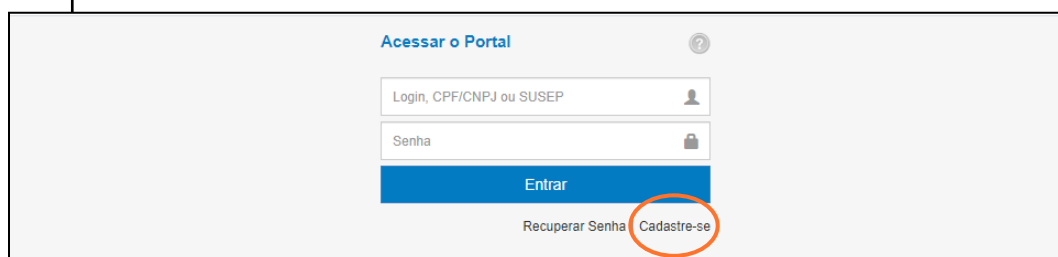 Acessar o Portal
Login, CPF/CNPJ ou SUSEP
Senha
Entrar
Recuperar Senha Cadastre-se